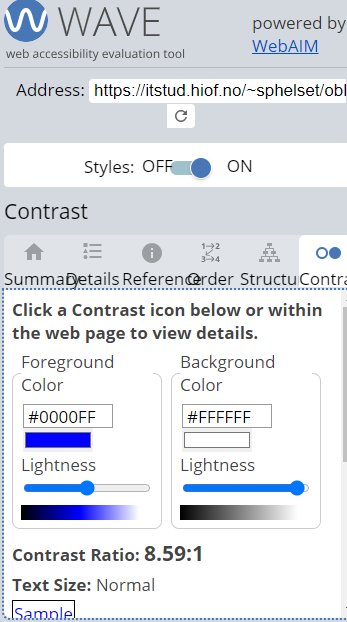 WAVE
powered by
WebAIM
web accessibility evaluation tool
Address: https://itstud.hiof.no/~sphelset/obl
Styles: OFF ON
Contrast
Summary Details Reference Order Structu Contra
Click a Contrast icon below or within
the web page to view details.
Foreground Background
Color Color
#0000FF #FFFFFF
Lightness Lightness
Contrast Ratio: 8.59:1
Text Size: Normal
Sample